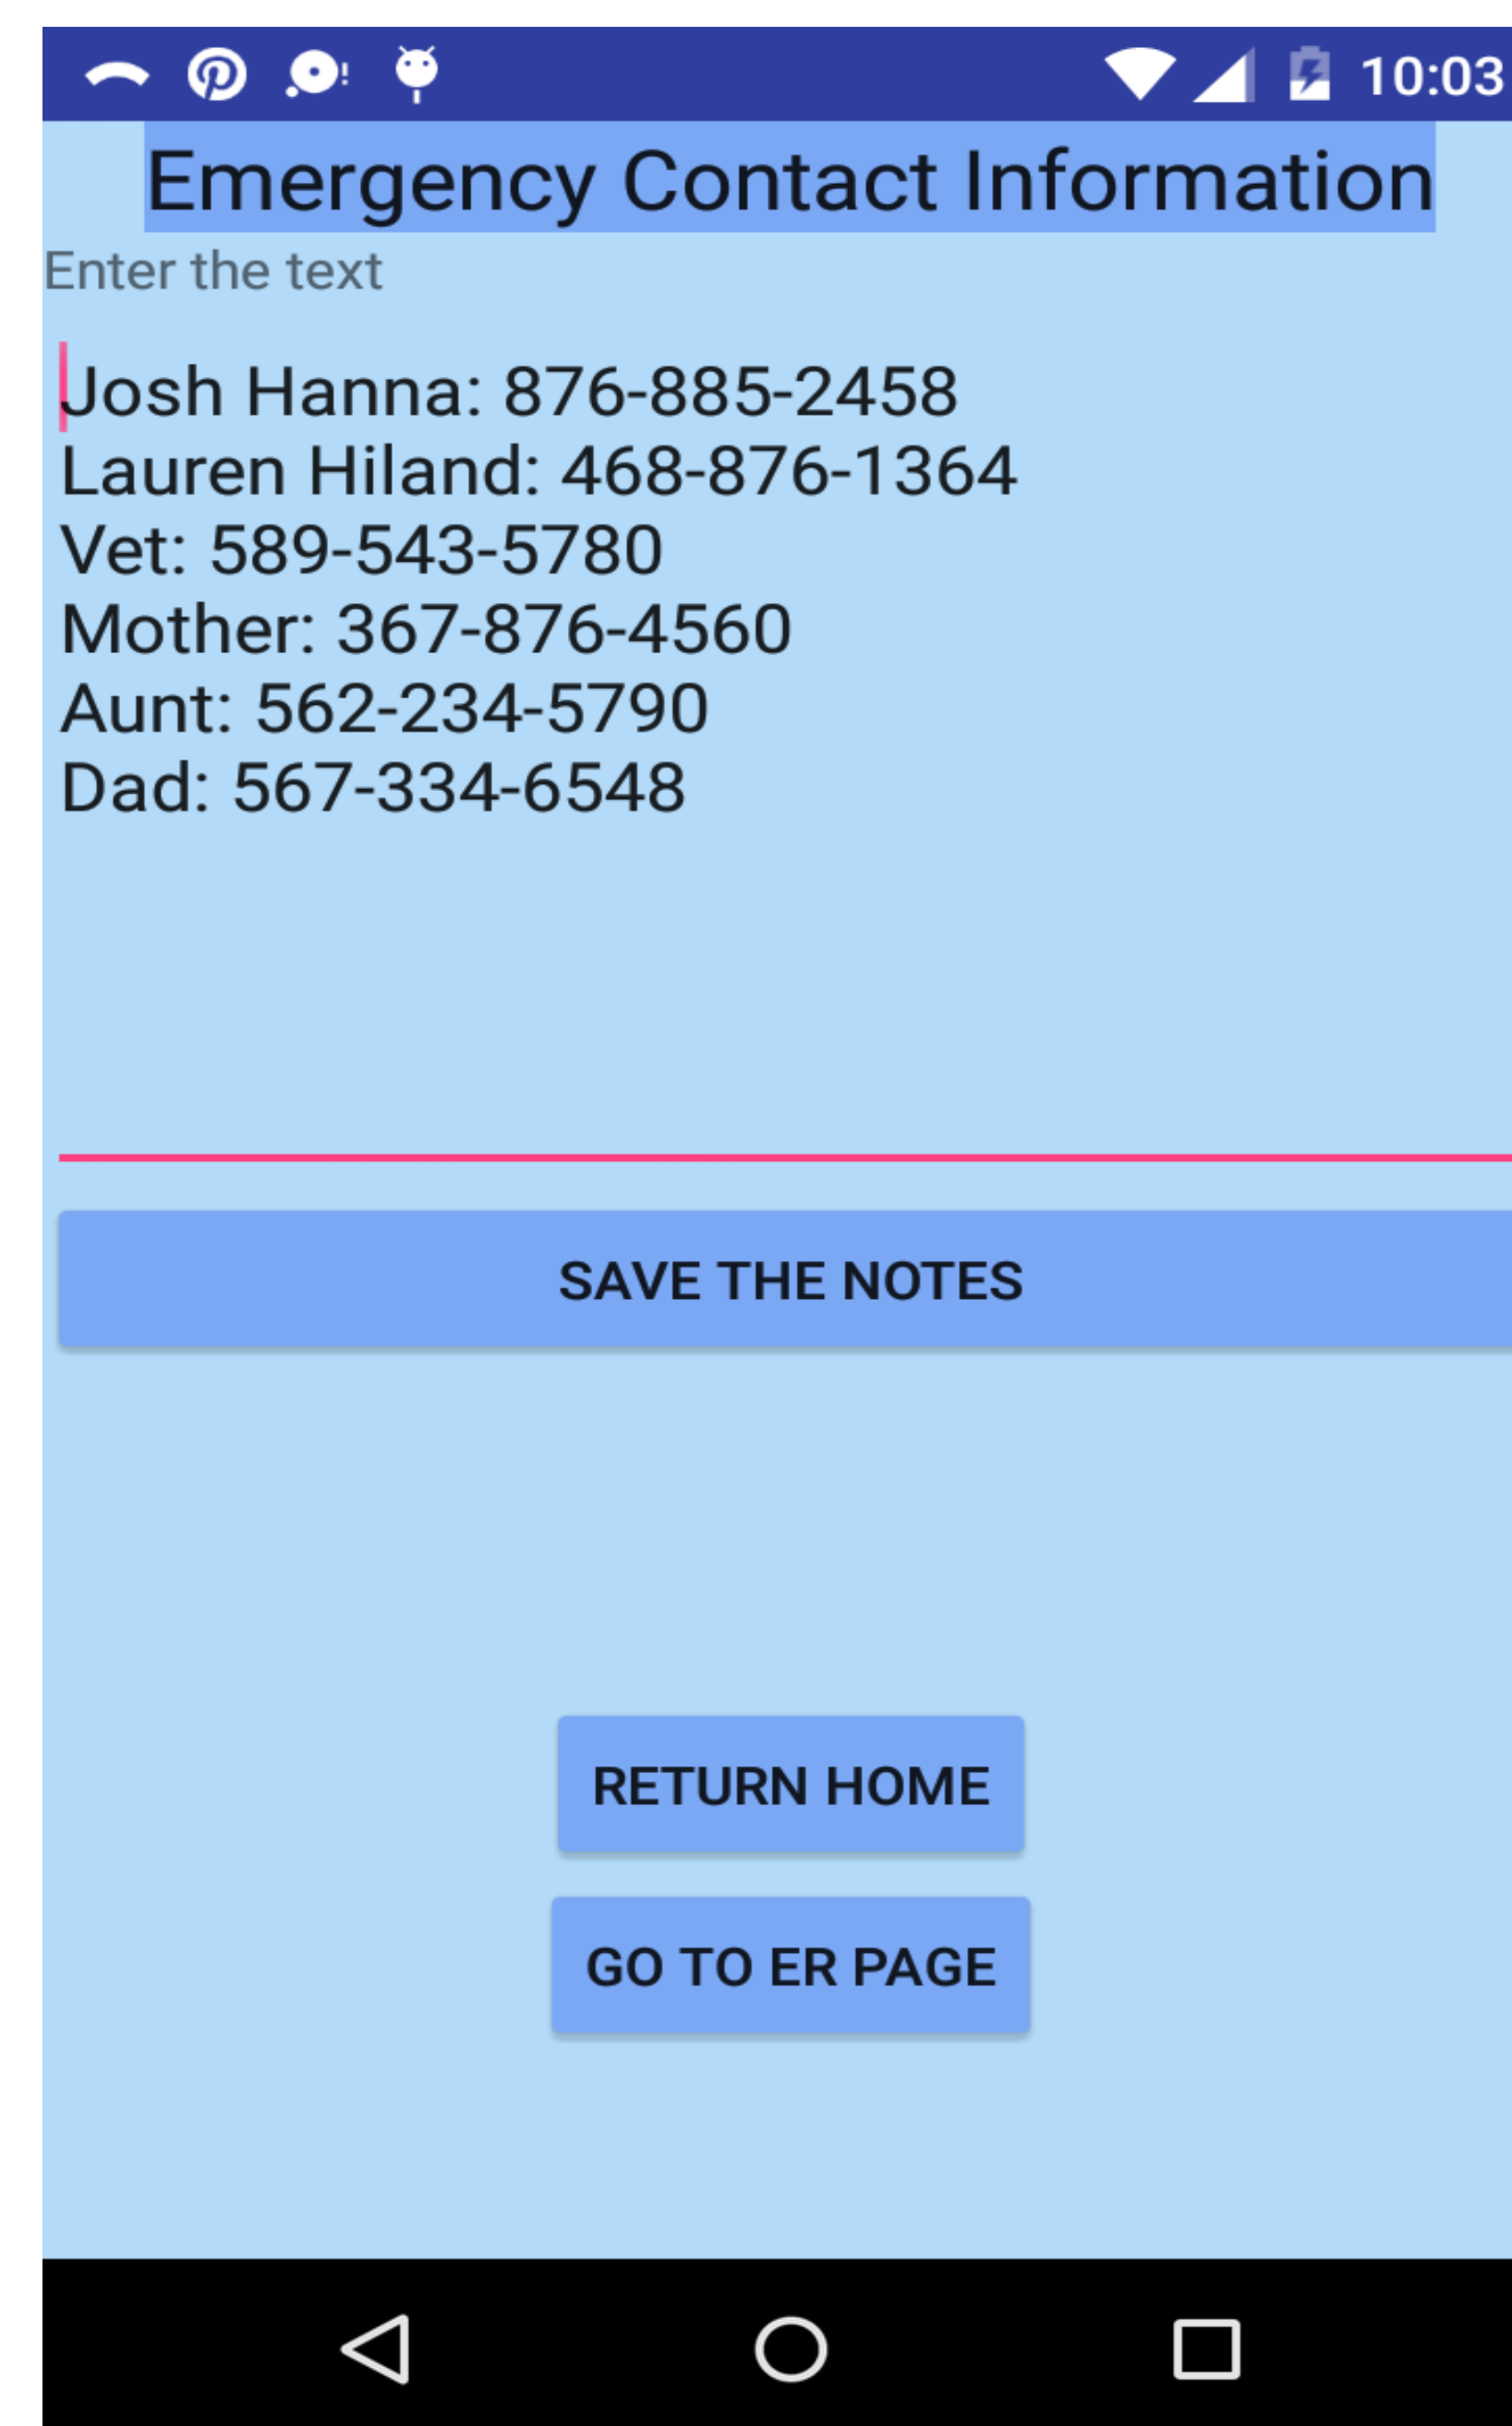 10:03
Emergency Contact Information
Enter the text
Josh Hanna: 876-885-2458
Lauren Hiland: 468-876-1364
Vet: 589-543-5780
Mother: 367-876-4560
Aunt: 562-234-5790
Dad: 567-334-6548
SAVE THE NOTES
RETURN HOME
GO TO ER PAGE